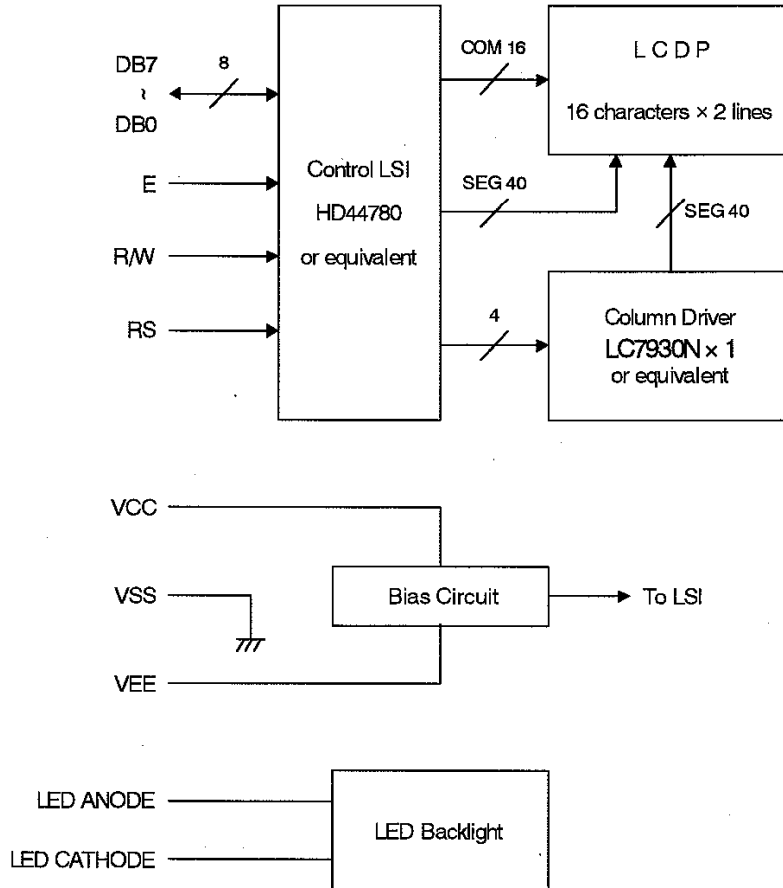 DB7
~
DB0
8
E
R/W
RS
Control LSI
HD44780
or equivalent
COM 16
SEG 40
4
L C D P
16 characters × 2 lines
SEG 40
Column Driver
LC7930N × 1
or equivalent
VCC
VSS
VEE
Bias Circuit
To LSI
LED ANODE
LED CATHODE
LED Backlight